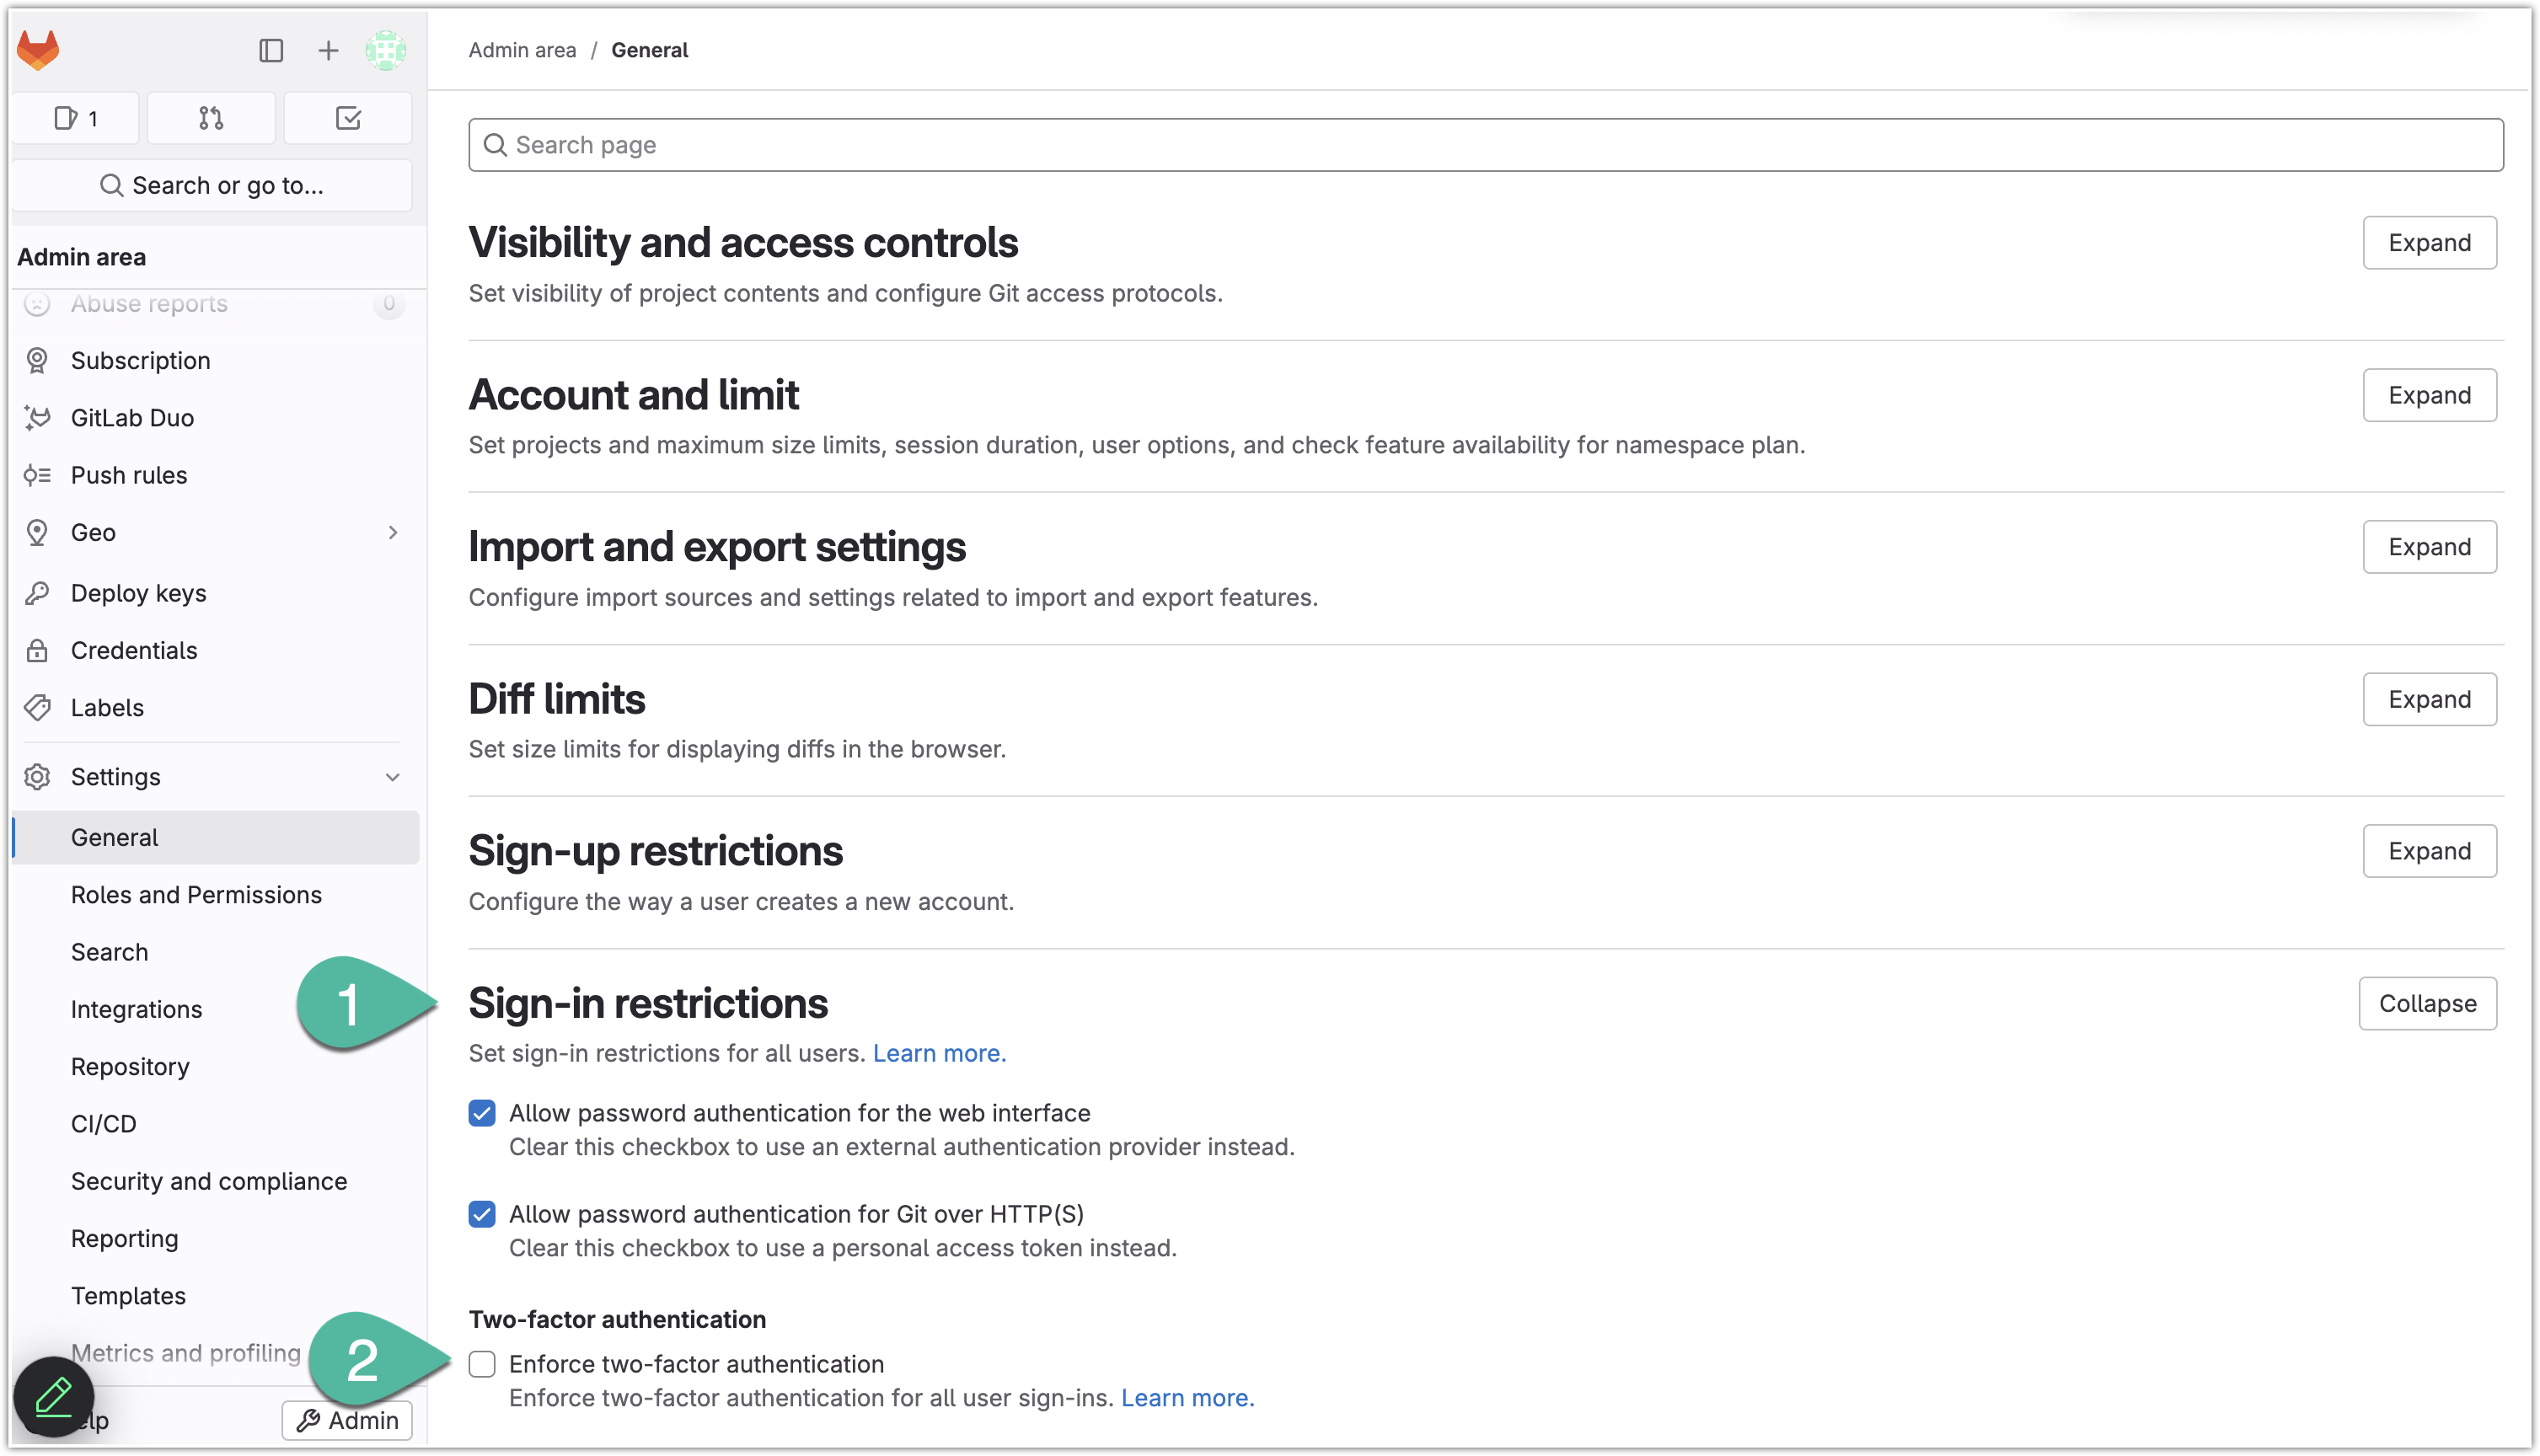 1
Search or go to...
Admin area
Abuse reports 0
Subscription
GitLab Duo
Push rules
Geo
Deploy keys
Credentials
Labels
Settings
General
Roles and Permissions
Search
Integrations
Repository
CI/CD
Security and compliance
Reporting
Templates
Metrics and profiling
Admin
Admin area / General
Search page
Visibility and access controls
Expand
Set visibility of project contents and configure Git access protocols.
Account and limit
Expand
Set projects and maximum size limits, session duration, user options, and check feature availability for namespace plan.
Import and export settings
Expand
Configure import sources and settings related to import and export features.
Diff limits
Expand
Set size limits for displaying diffs in the browser.
Sign-up restrictions
Expand
Configure the way a user creates a new account.
1
Sign-in restrictions
Collapse
Set sign-in restrictions for all users. Learn more.
Allow password authentication for the web interface
Clear this checkbox to use an external authentication provider instead.
Allow password authentication for Git over HTTP(S)
Clear this checkbox to use a personal access token instead.
Two-factor authentication
2
Enforce two-factor authentication
Enforce two-factor authentication for all user sign-ins. Learn more.